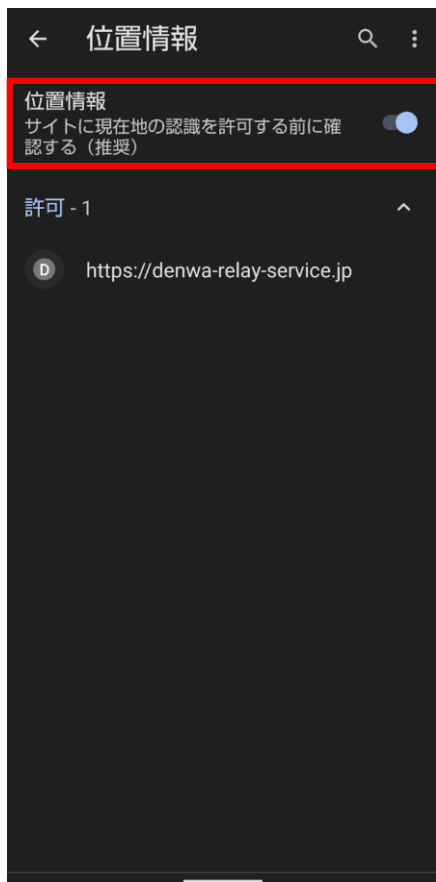 位置情報
位置情報
サイトに現在地の認識を許可する前に確
認する（推奨）
許可 - 1
D
https://denwa-relay-service.jp